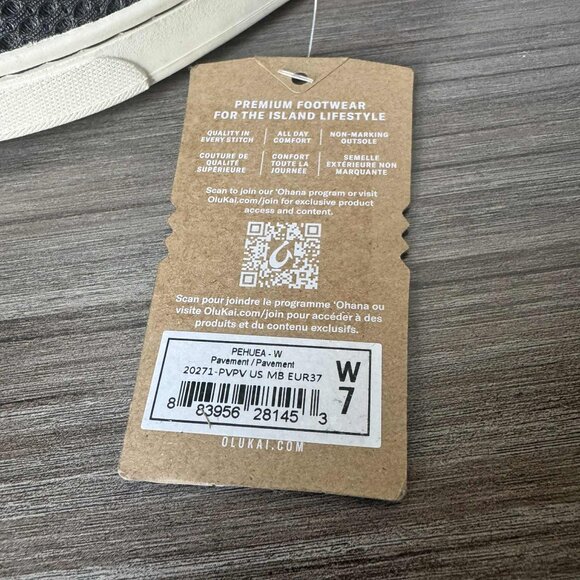 PREMIUM FOOTWEAR
FOR THE ISLAND LIFESTYLE
QUALITY IN EVERY STITCH
ALL DAY COMFORT
NON-MARKING OUTSOLE
COUTURE DE QUALITÉ SUPÉRIEURE
CONFORT TOUTE LA JOURNÉE
SEMELLE EXTÉRIEURE NON MARQUANTE
Scan to join our 'Ohana program or visit
OluKai.com/join for exclusive product
access and content.
Scan pour joindre le programme 'Ohana ou
visite OluKai.com/join pour accéder à des
produits et du contenu exclusifs.
PEHUEA - W
Pavement / Pavement
20271-PVPV US MB EUR37
W
7
8 83956 28145 3
OLUKAI.COM